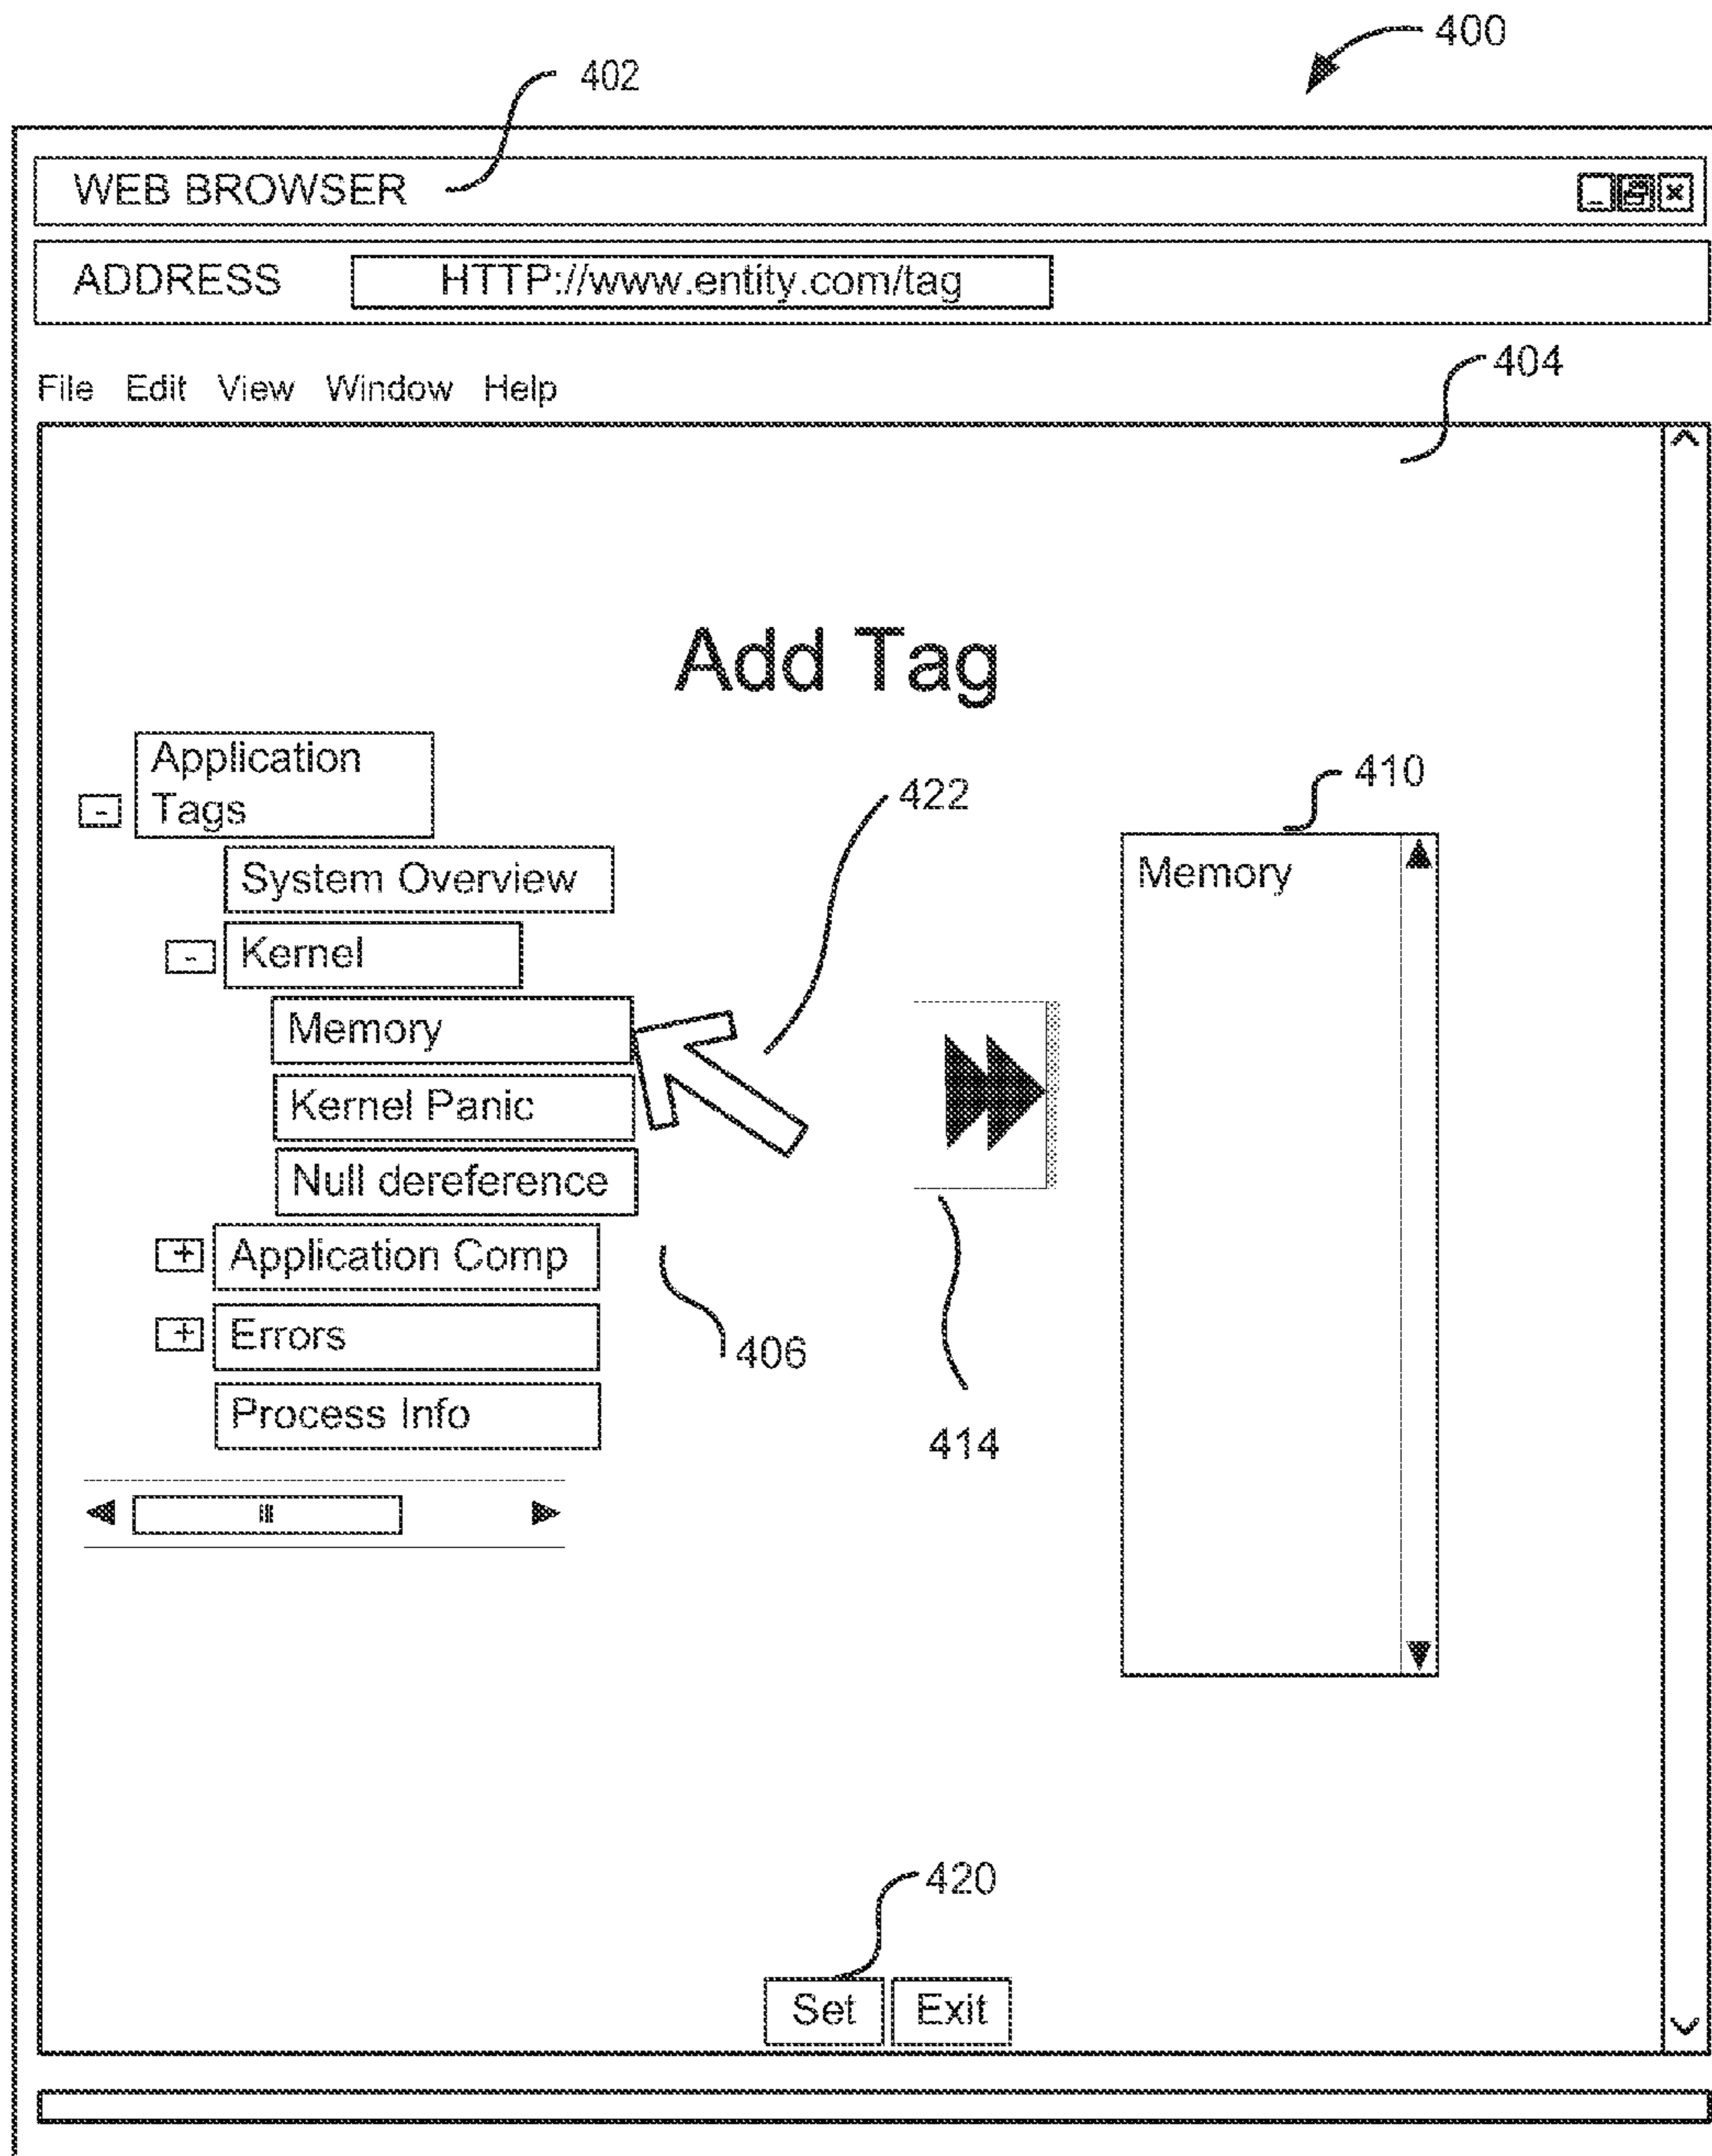 400
402
WEB BROWSER
ADDRESS HTTP://www.entity.com/tag
404
File Edit View Window Help
Add Tag
Application
Tags
422
410
System Overview
Memory
Kernel
Memory
Kernel Panic
Null dereference
Application Comp
Errors
406
Process Info
414
420
Set Exit